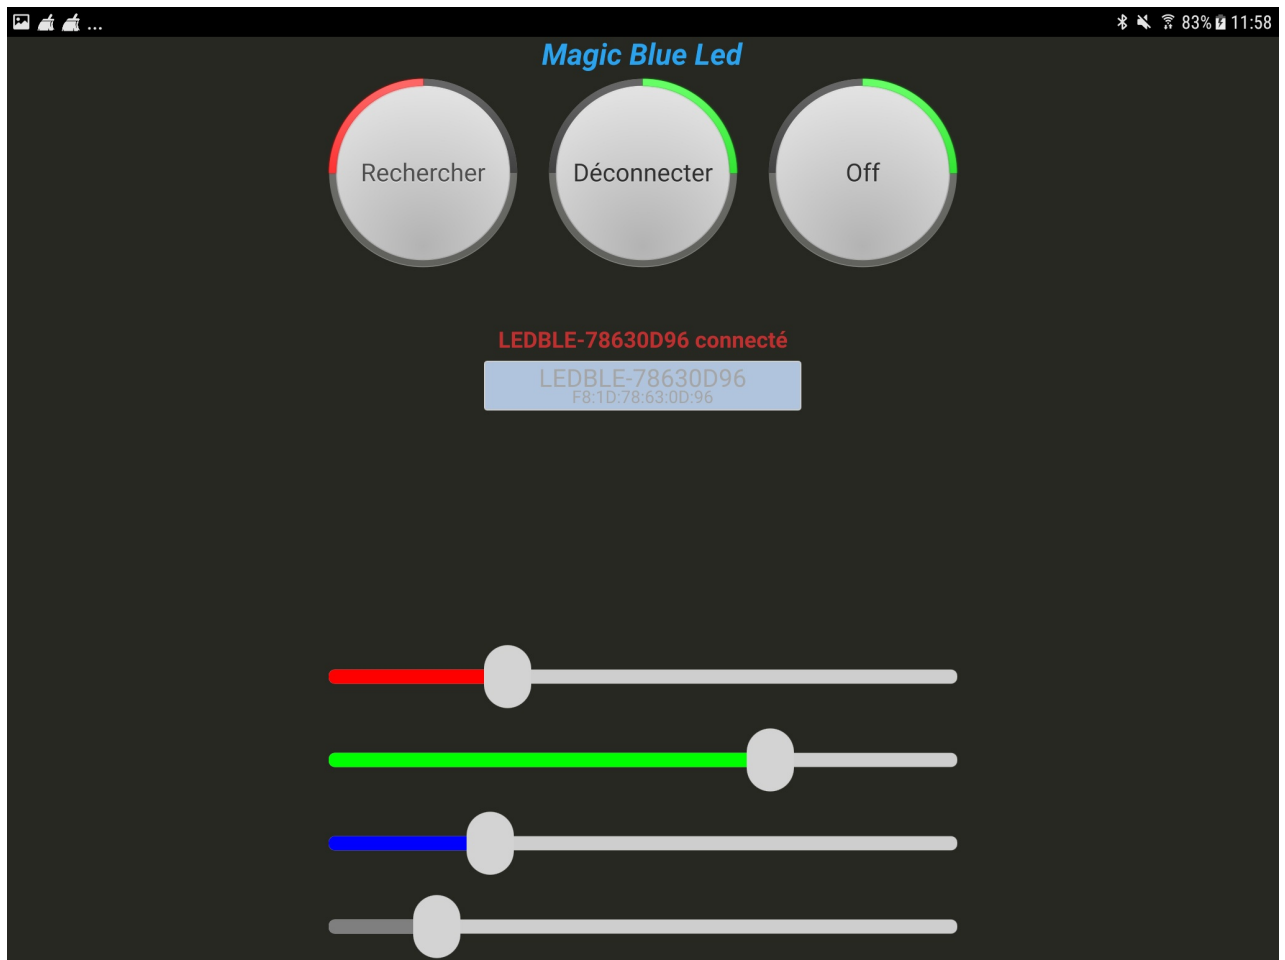 ... 83% 11:58
Magic Blue Led
Rechercher Déconnecter Off
LEDBLE-78630D96 connecté
LEDBLE-78630D96
F8:1D:78:63:0D:96